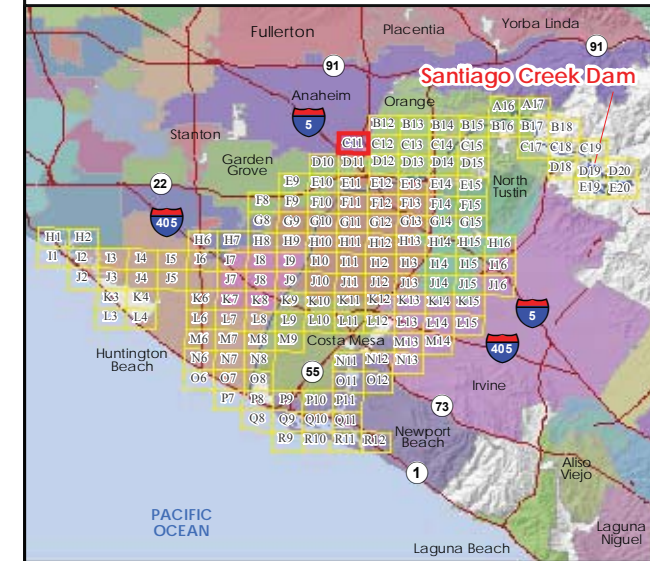 Fullerton
Placentia
Yorba Linda
91
91
Santiago Creek Dam
Anaheim
Orange
A16 A17
5
B12 B13 B14 B15 B16 B17 B18
Stanton
C11 C12 C13 C14 C15 C17 C18 C19
Garden
Grove
D10 D11 D12 D13 D14 D15 D18 D19 D20
22
E9 E10 E11 E12 E13 E14 E15 E19 E20
North
Tustin
405
F8 F9 F10 F11 F12 F13 F14 F15
G8 G9 G10 G11 G12 G13 G14 G15
H1 H2 H6 H7 H8 H9 H10 H11 H12 H13 H14 H15 H16
I1 I2 I3 I4 I5 I6 I7 I8 I9 I10 I11 I12 I13 I14 I15 I16
J2 J3 J4 J5 J7 J8 J9 J10 J11 J12 J13 J14 J15 J16
K3 K4 K6 K7 K8 K9 K10 K11 K12 K13 K14 K15
5
L3 L4 L6 L7 L8 L9 L10 L11 L12 L13 L14 L15
M6 M7 M8 M9 Costa Mesa M13 M14
405
Huntington
Beach
N6 N7 N8 N11 N12 N13
55
O6 O7 O8 O11 O12
Irvine
P7 P8 P9 P10 P11
73
Q8 Q9 Q10 Q11
R9 R10 R11 R12
Newport
Beach
1
Aliso
Viejo
PACIFIC
OCEAN
Laguna
Niguel
Laguna Beach